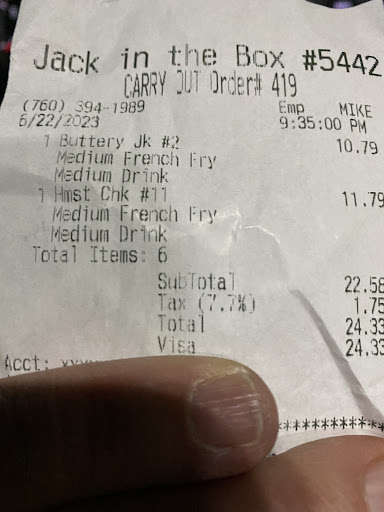 Jack in the Box #5442
CARRY OUT Order# 419
(760) 394-1989 Emp MIKE
6/22/2023 9:35:00 PM
1 Buttery Jk #2 10.79
Medium French Fry
Medium Drink
1 Hmst Chk #11 11.79
Medium French Fry
Medium Drink
Total Items: 6
SubTotal 22.58
Tax (7.7%) 1.75
Total 24.33
Visa 24.33
Acct: